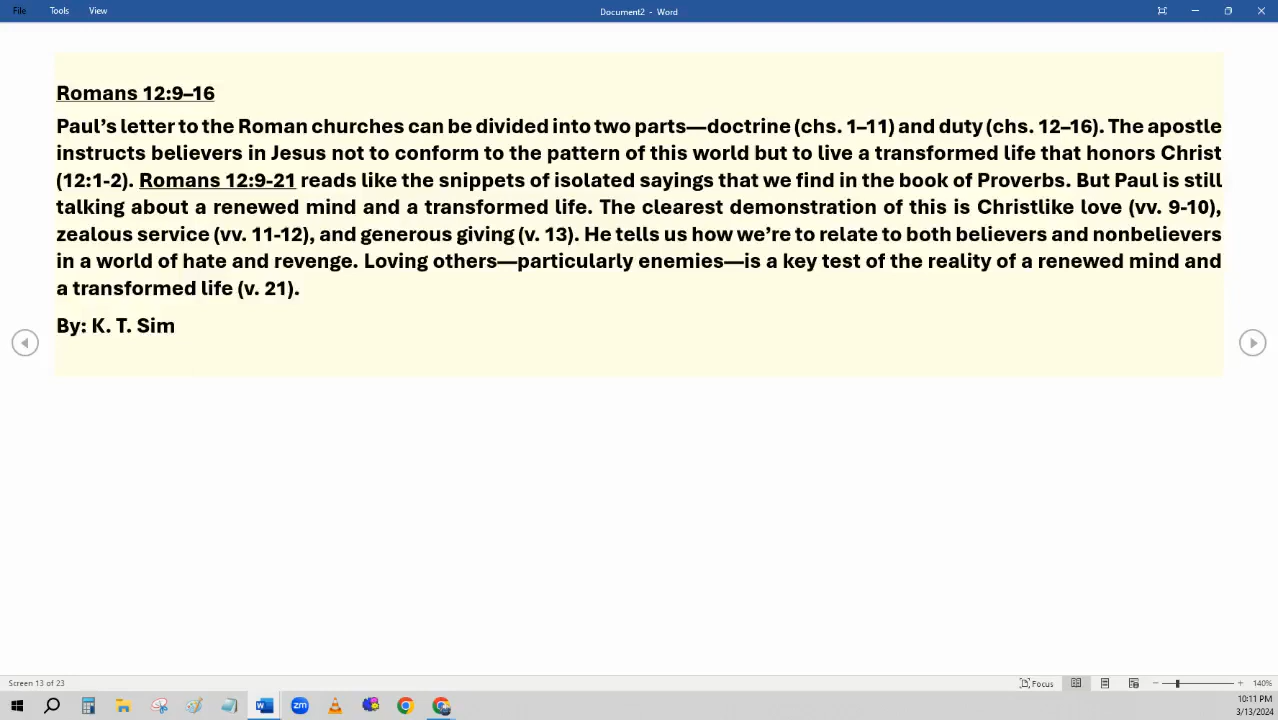 File Tools View Document2 - Word
Romans 12:9–16
Paul’s letter to the Roman churches can be divided into two parts—doctrine (chs. 1–11) and duty (chs. 12–16). The apostle
instructs believers in Jesus not to conform to the pattern of this world but to live a transformed life that honors Christ
(12:1-2). Romans 12:9-21 reads like the snippets of isolated sayings that we find in the book of Proverbs. But Paul is still
talking about a renewed mind and a transformed life. The clearest demonstration of this is Christlike love (vv. 9-10),
zealous service (vv. 11-12), and generous giving (v. 13). He tells us how we’re to relate to both believers and nonbelievers
in a world of hate and revenge. Loving others—particularly enemies—is a key test of the reality of a renewed mind and
a transformed life (v. 21).
By: K. T. Sim
Screen 13 of 23 Focus 140%
zm
10:11 PM
3/13/2024